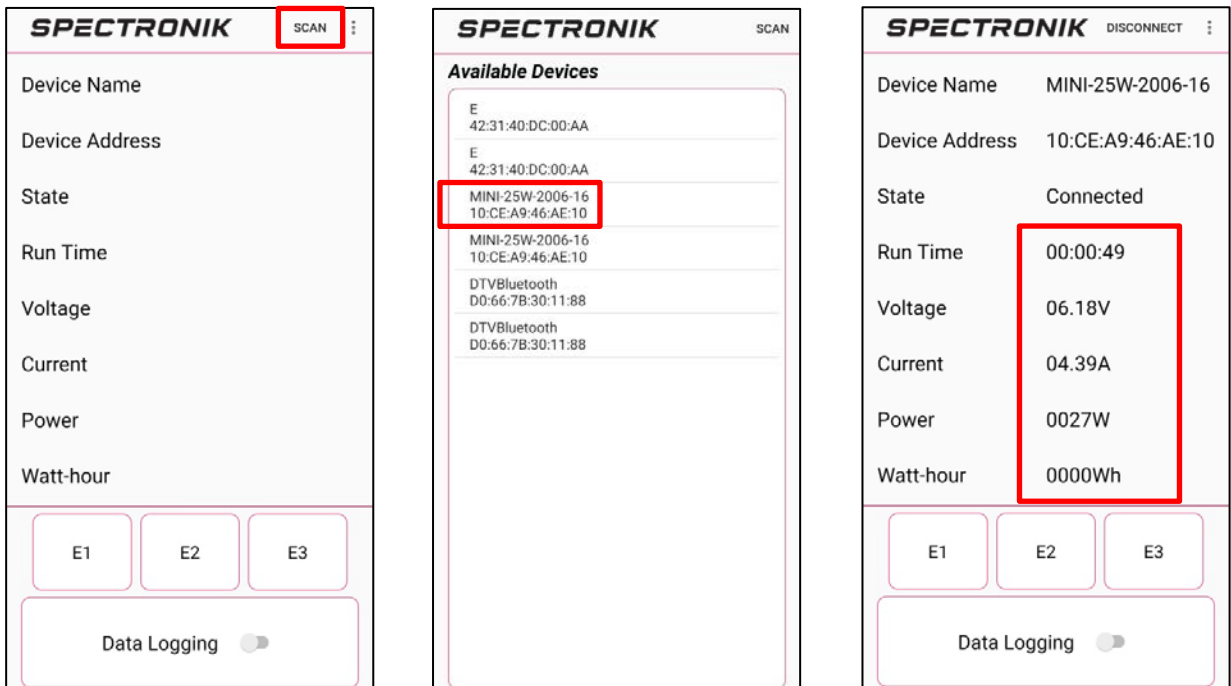 SPECTRONIK SCAN
Device Name
Device Address
State
Run Time
Voltage
Current
Power
Watt-hour
E1 E2 E3
Data Logging
SPECTRONIK SCAN
Available Devices
E
42:31:40:DC:00:AA
E
42:31:40:DC:00:AA
MINI-25W-2006-16
10:CE:A9:46:AE:10
MINI-25W-2006-16
10:CE:A9:46:AE:10
DTVBluetooth
D0:66:7B:30:11:88
DTVBluetooth
D0:66:7B:30:11:88
SPECTRONIK DISCONNECT
Device Name MINI-25W-2006-16
Device Address 10:CE:A9:46:AE:10
State Connected
Run Time 00:00:49
Voltage 06.18V
Current 04.39A
Power 0027W
Watt-hour 0000Wh
E1 E2 E3
Data Logging